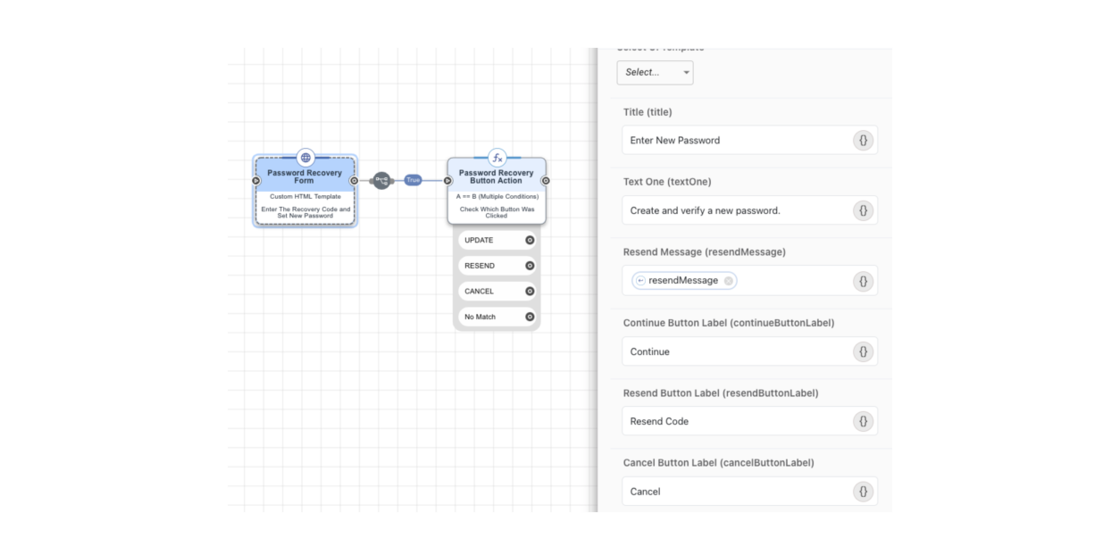 Select...
Title (title)
Enter New Password
{}
Text One (textOne)
Create and verify a new password.
{}
Resend Message (resendMessage)
resendMessage
{}
Continue Button Label (continueButtonLabel)
Continue
{}
Resend Button Label (resendButtonLabel)
Resend Code
{}
Cancel Button Label (cancelButtonLabel)
Cancel
{}
Password Recovery
Form
Custom HTML Template
Enter The Recovery Code and
Set New Password
True
fx
Password Recovery
Button Action
A == B (Multiple Conditions)
Check Which Button Was
Clicked
UPDATE
RESEND
CANCEL
No Match